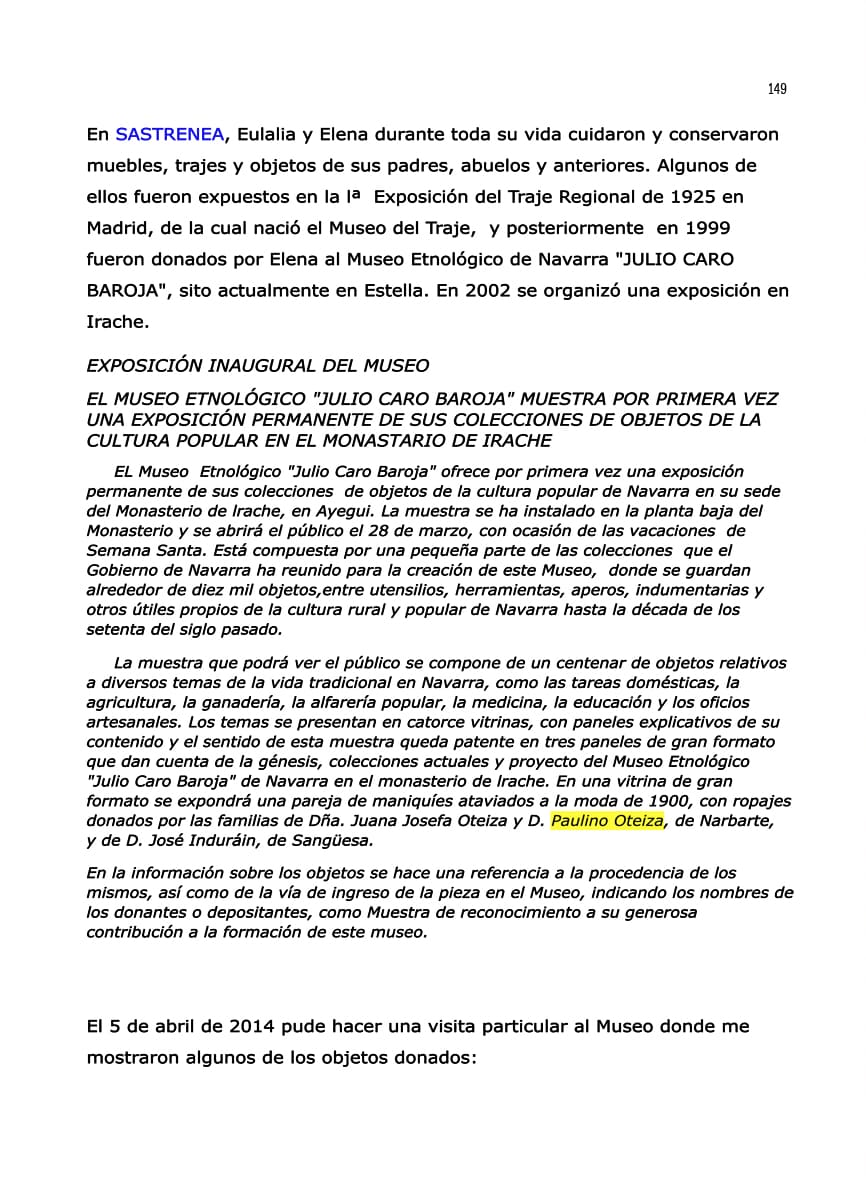 149
En SASTRENEA, Eulalia y Elena durante toda su vida cuidaron y conservaron
muebles, trajes y objetos de sus padres, abuelos y anteriores. Algunos de
ellos fueron expuestos en la lª  Exposición del Traje Regional de 1925 en
Madrid, de la cual nació el Museo del Traje,  y posteriormente  en 1999
fueron donados por Elena al Museo Etnológico de Navarra "JULIO CARO
BAROJA", sito actualmente en Estella. En 2002 se organizó una exposición en
Irache.
EXPOSICIÓN INAUGURAL DEL MUSEO
EL MUSEO ETNOLÓGICO "JULIO CARO BAROJA" MUESTRA POR PRIMERA VEZ
UNA EXPOSICIÓN PERMANENTE DE SUS COLECCIONES DE OBJETOS DE LA
CULTURA POPULAR EN EL MONASTARIO DE IRACHE
EL Museo  Etnológico "Julio Caro Baroja" ofrece por primera vez una exposición
permanente de sus colecciones  de objetos de la cultura popular de Navarra en su sede
del Monasterio de lrache, en Ayegui. La muestra se ha instalado en la planta baja del
Monasterio y se abrirá el público el 28 de marzo, con ocasión de las vacaciones  de
Semana Santa. Está compuesta por una pequeña parte de las colecciones  que el
Gobierno de Navarra ha reunido para la creación de este Museo,  donde se guardan
alrededor de diez mil objetos,entre utensilios, herramientas, aperos, indumentarias y
otros útiles propios de la cultura rural y popular de Navarra hasta la década de los
setenta del siglo pasado.
La muestra que podrá ver el público se compone de un centenar de objetos relativos
a diversos temas de la vida tradicional en Navarra, como las tareas domésticas, la
agricultura, la ganadería, la alfarería popular, la medicina, la educación y los oficios
artesanales. Los temas se presentan en catorce vitrinas, con paneles explicativos de su
contenido y el sentido de esta muestra queda patente en tres paneles de gran formato
que dan cuenta de la génesis, colecciones actuales y proyecto del Museo Etnológico
"Julio Caro Baroja" de Navarra en el monasterio de lrache. En una vitrina de gran
formato se expondrá una pareja de maniquíes ataviados a la moda de 1900, con ropajes
donados por las familias de Dña. Juana Josefa Oteiza y D. Paulino Oteiza, de Narbarte,
y de D. José Induráin, de Sangüesa.
En la información sobre los objetos se hace una referencia a la procedencia de los
mismos, así como de la vía de ingreso de la pieza en el Museo, indicando los nombres de
los donantes o depositantes, como Muestra de reconocimiento a su generosa
contribución a la formación de este museo.
El 5 de abril de 2014 pude hacer una visita particular al Museo donde me
mostraron algunos de los objetos donados: